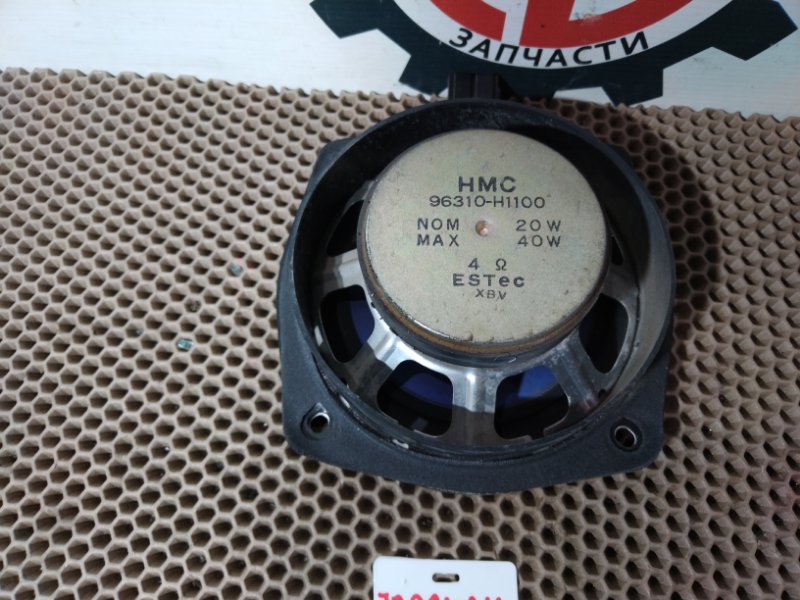 ЗАПЧАСТИ
HMC
96310-H1100
NOM 20W
MAX 40W
4 Ω
ESTec
XBV